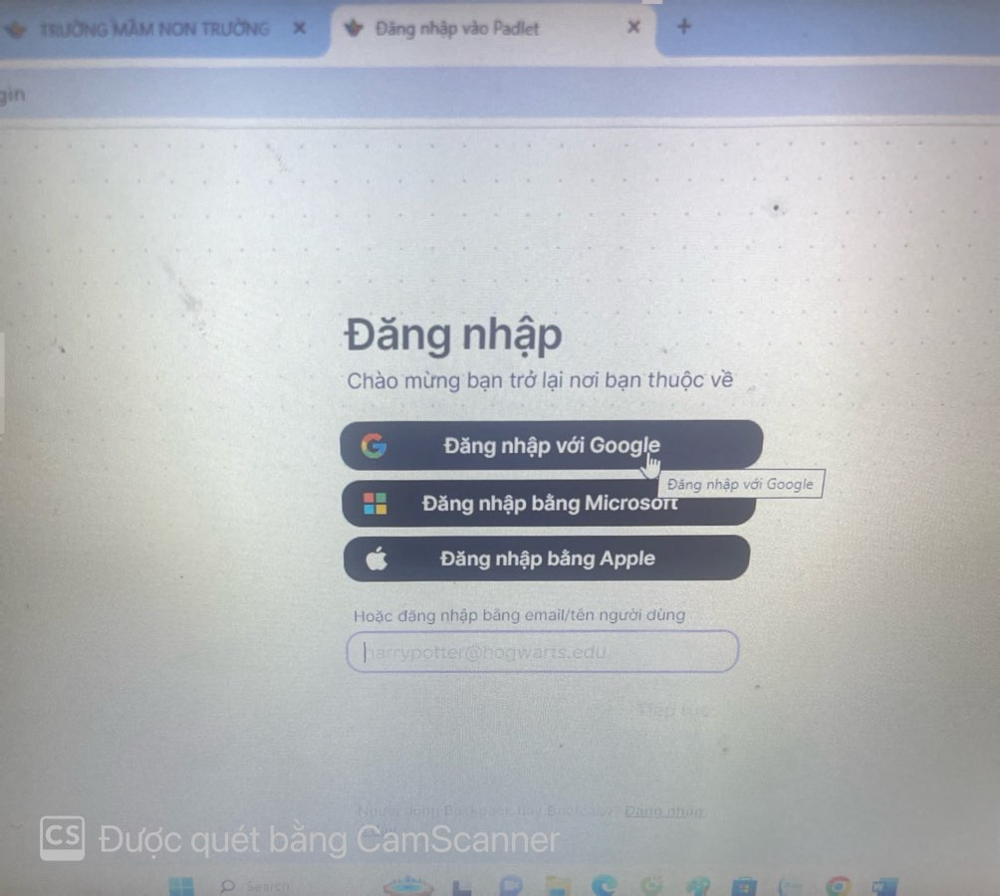 TRƯỜNG MẦM NON TRƯỜNG
Đăng nhập vào Padlet
gin
Đăng nhập
Chào mừng bạn trở lại nơi bạn thuộc về
Đăng nhập với Google
Đăng nhập với Google
Đăng nhập bằng Microsoft
Đăng nhập bằng Apple
Hoặc đăng nhập bằng email/tên người dùng
harrypotter@hogwarts.edu
Tiếp tục
Người dùng Backpack hay Briefcase? Đăng nhập
CS Được quét bằng CamScanner
Search